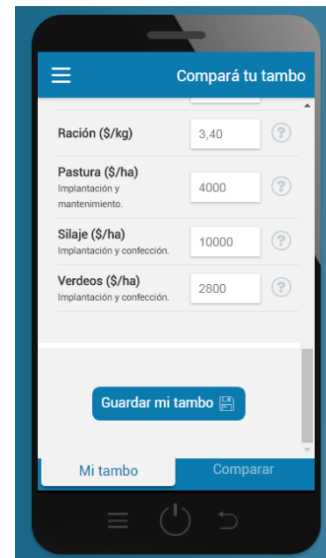 Compará tu tambo
Ración ($/kg)
3,40
?
Pastura ($/ha)
Implantación y
mantenimiento.
4000
?
Silaje ($/ha)
Implantación y confección.
10000
?
Verdeos ($/ha)
Implantación y confección.
2800
?
Guardar mi tambo
Mi tambo
Comparar